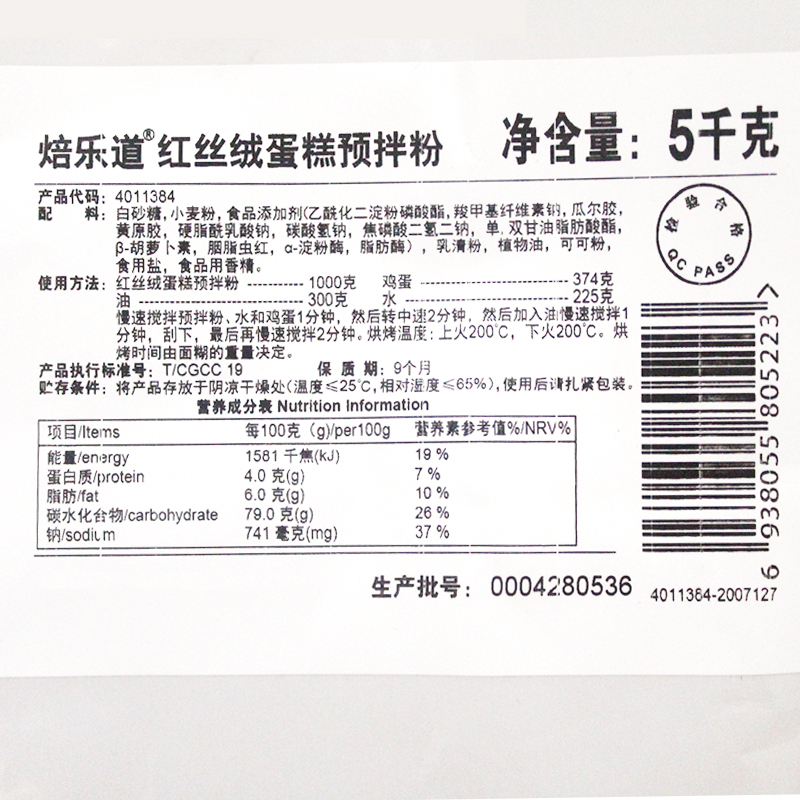 焙乐道®红丝绒蛋糕预拌粉 净含量：5千克
产品代码：4011384
配 料：白砂糖，小麦粉，食品添加剂（乙酰化二淀粉磷酸酯，羧甲基纤维素钠，瓜尔胶，
黄原胶，硬脂酰乳酸钠，碳酸氢钠，焦磷酸二氢二钠，单，双甘油脂肪酸酯，
β-胡萝卜素，胭脂虫红，α-淀粉酶，脂肪酶），乳清粉，植物油，可可粉，
食用盐，食品用香精。
使用方法：红丝绒蛋糕预拌粉 ----------- 1000克 鸡蛋 -------------------- 374克
油 ------------------------- 300克 水 ---------------------- 225克
慢速搅拌预拌粉、水和鸡蛋1分钟，然后转中速2分钟，然后加入油慢速搅拌1
分钟，刮下，最后再慢速搅拌2分钟。烘烤温度：上火200℃，下火200℃。烘
烤时间由面糊的重量决定。
产品执行标准号：T/CGCC 19 保 质 期：9个月
贮存条件：将产品存放于阴凉干燥处（温度≤25℃，相对湿度≤65%），使用后请扎紧包装。
营养成分表 Nutrition Information
项目/Items 每100克（g)/per100g 营养素参考值%/NRV%
能量/energy 1581 千焦(kJ) 19 %
蛋白质/protein 4.0 克(g) 7 %
脂肪/fat 6.0 克(g) 10 %
碳水化合物/carbohydrate 79.0 克(g) 26 %
钠/sodium 741 毫克(mg) 37 %
生产批号：0004280536
检验合格
QC PASS
6 938055 805223 >
4011384-2007127